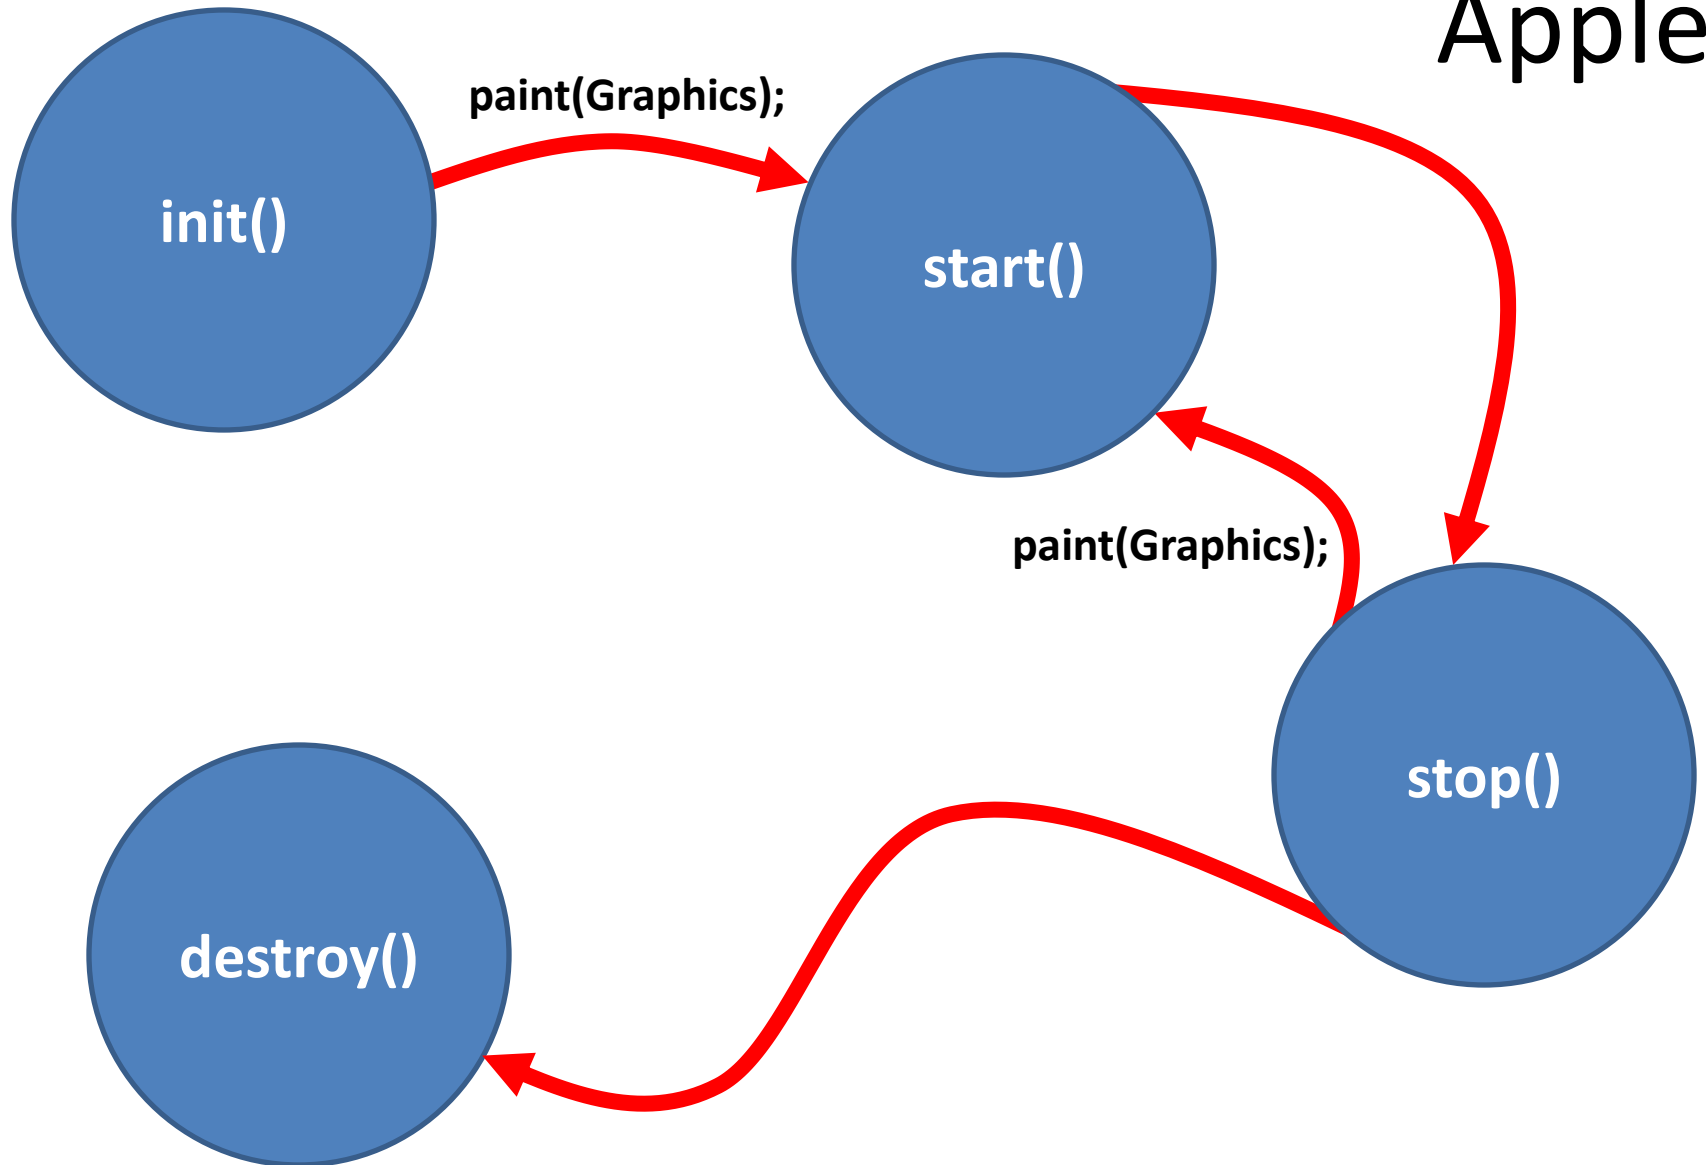 Apple
paint(Graphics);
init()
start()
paint(Graphics);
stop()
destroy()